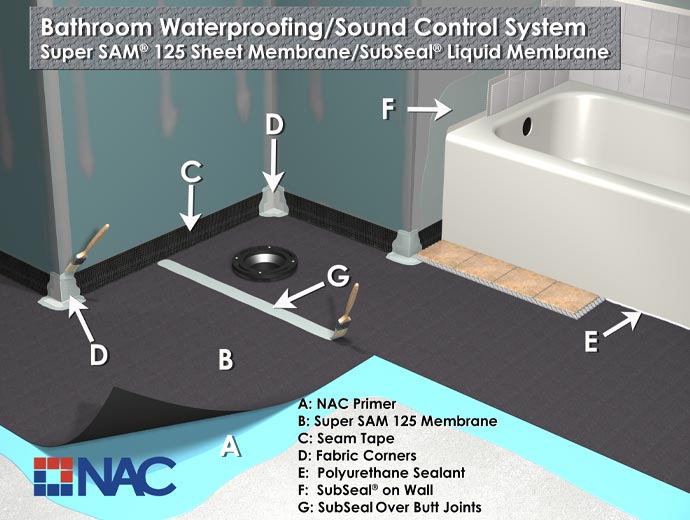 Bathroom Waterproofing/Sound Control System
Super SAM® 125 Sheet Membrane/SubSeal® Liquid Membrane
F
D
C
G
D
E
B
A
A: NAC Primer
B: Super SAM 125 Membrane
C: Seam Tape
D: Fabric Corners
E: Polyurethane Sealant
F: SubSeal® on Wall
G: SubSeal Over Butt Joints
NAC